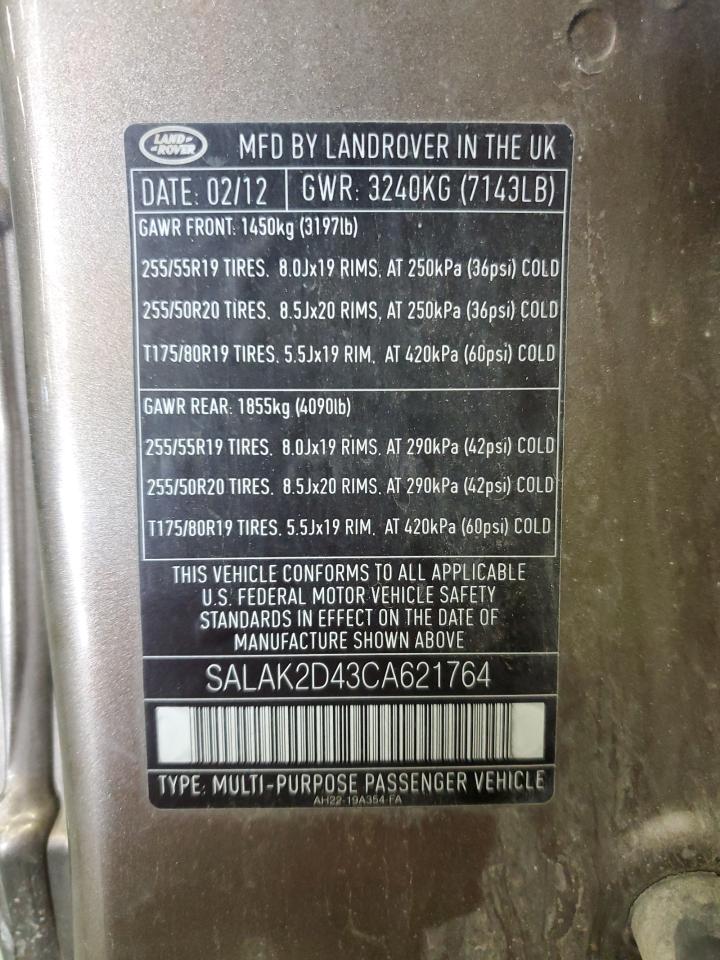 LAND ROVER
MFD BY LANDROVER IN THE UK
DATE: 02/12 GWR: 3240KG (7143LB)
GAWR FRONT: 1450kg (3197lb)
255/55R19 TIRES, 8.0Jx19 RIMS, AT 250kPa (36psi) COLD
255/50R20 TIRES, 8.5Jx20 RIMS, AT 250kPa (36psi) COLD
T175/80R19 TIRES, 5.5Jx19 RIM, AT 420kPa (60psi) COLD
GAWR REAR: 1855kg (4090lb)
255/55R19 TIRES, 8.0Jx19 RIMS, AT 290kPa (42psi) COLD
255/50R20 TIRES, 8.5Jx20 RIMS, AT 290kPa (42psi) COLD
T175/80R19 TIRES, 5.5Jx19 RIM, AT 420kPa (60psi) COLD
THIS VEHICLE CONFORMS TO ALL APPLICABLE
U.S. FEDERAL MOTOR VEHICLE SAFETY
STANDARDS IN EFFECT ON THE DATE OF
MANUFACTURE SHOWN ABOVE
SALAK2D43CA621764
TYPE: MULTI-PURPOSE PASSENGER VEHICLE
AH22-19A354-FA